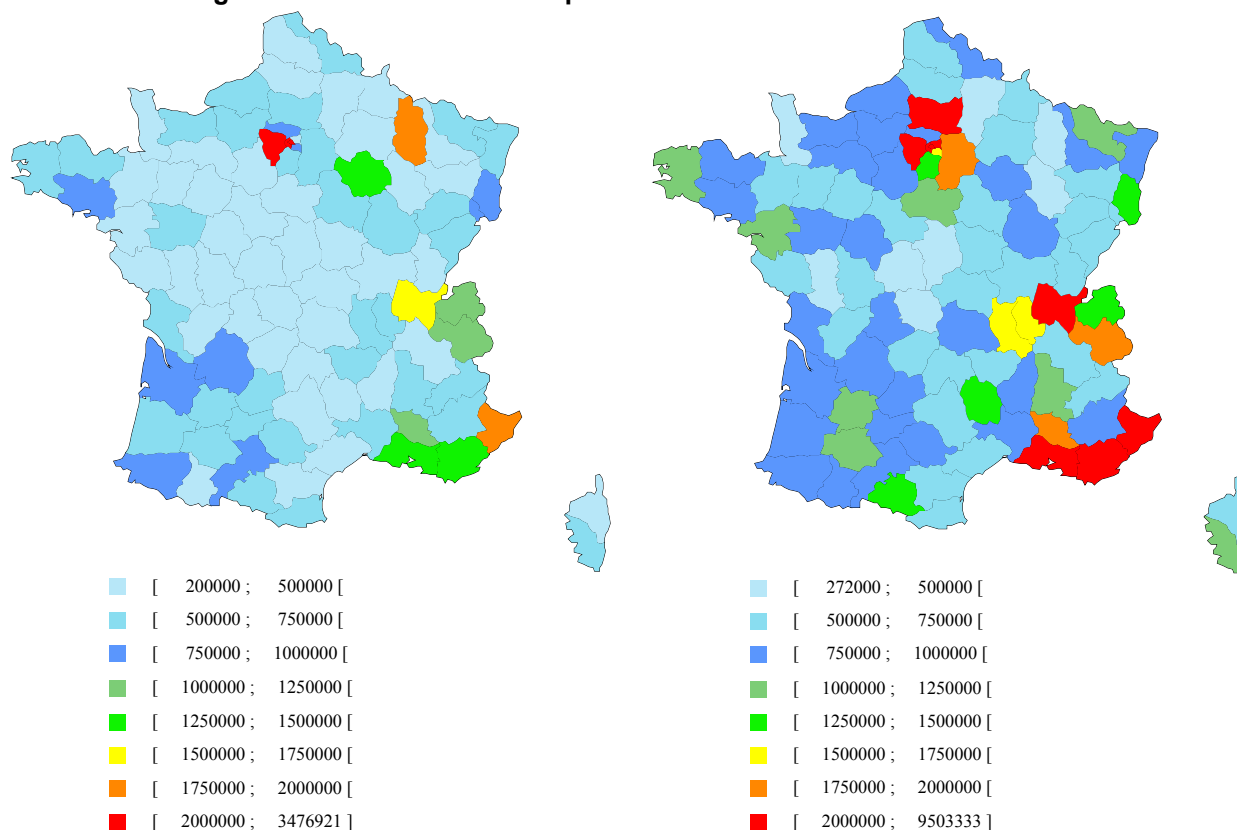 [ 200000 ; 500000 [
[ 500000 ; 750000 [
[ 750000 ; 1000000 [
[ 1000000 ; 1250000 [
[ 1250000 ; 1500000 [
[ 1500000 ; 1750000 [
[ 1750000 ; 2000000 [
[ 2000000 ; 3476921 ]
[ 272000 ; 500000 [
[ 500000 ; 750000 [
[ 750000 ; 1000000 [
[ 1000000 ; 1250000 [
[ 1250000 ; 1500000 [
[ 1500000 ; 1750000 [
[ 1750000 ; 2000000 [
[ 2000000 ; 9503333 ]